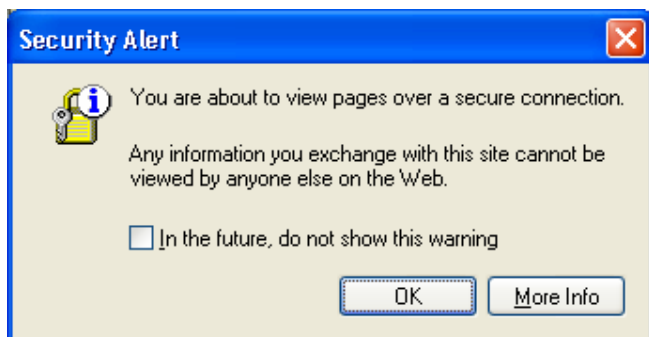 Security Alert
You are about to view pages over a secure connection.
Any information you exchange with this site cannot be
viewed by anyone else on the Web.
In the future, do not show this warning
OK
More Info